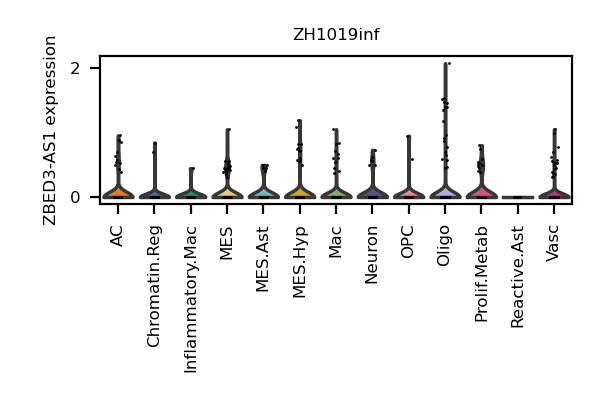 ZH1019inf
ZBED3-AS1 expression
2
0
AC
Chromatin.Reg
Inflammatory.Mac
MES
MES.Ast
MES.Hyp
Mac
Neuron
OPC
Oligo
Prolif.Metab
Reactive.Ast
Vasc